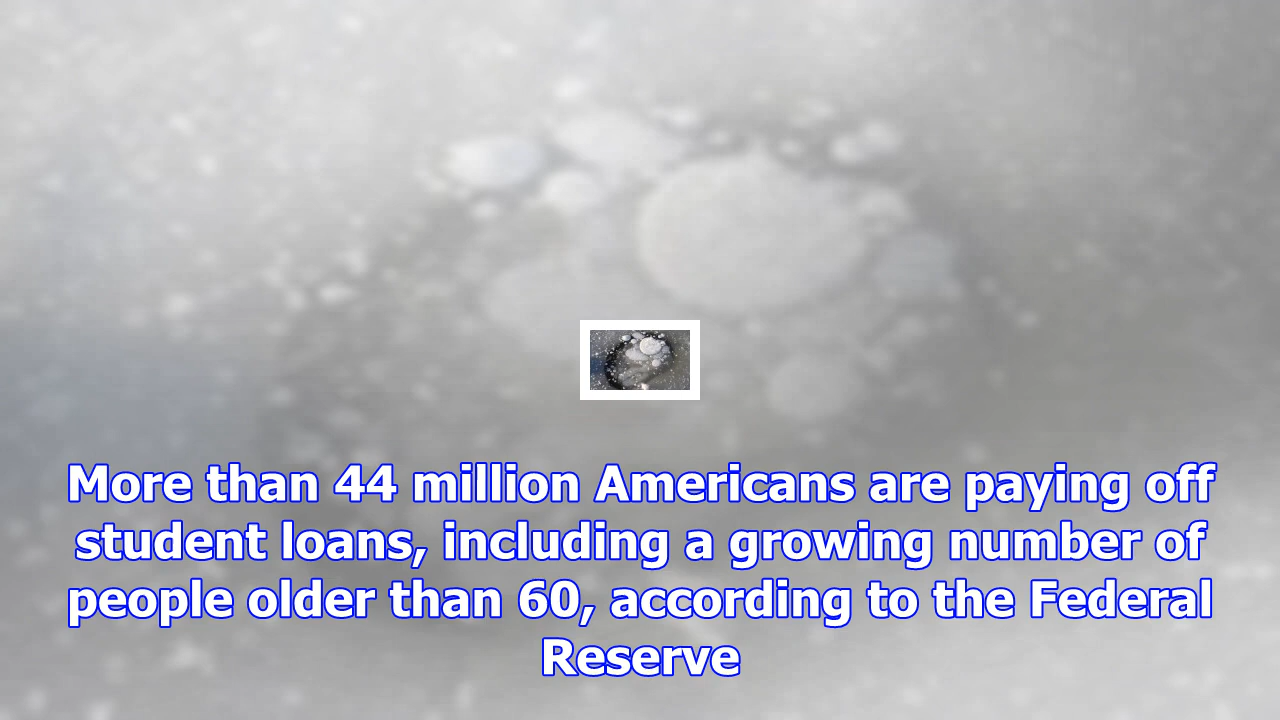 More than 44 million Americans are paying off
student loans, including a growing number of
people older than 60, according to the Federal
Reserve